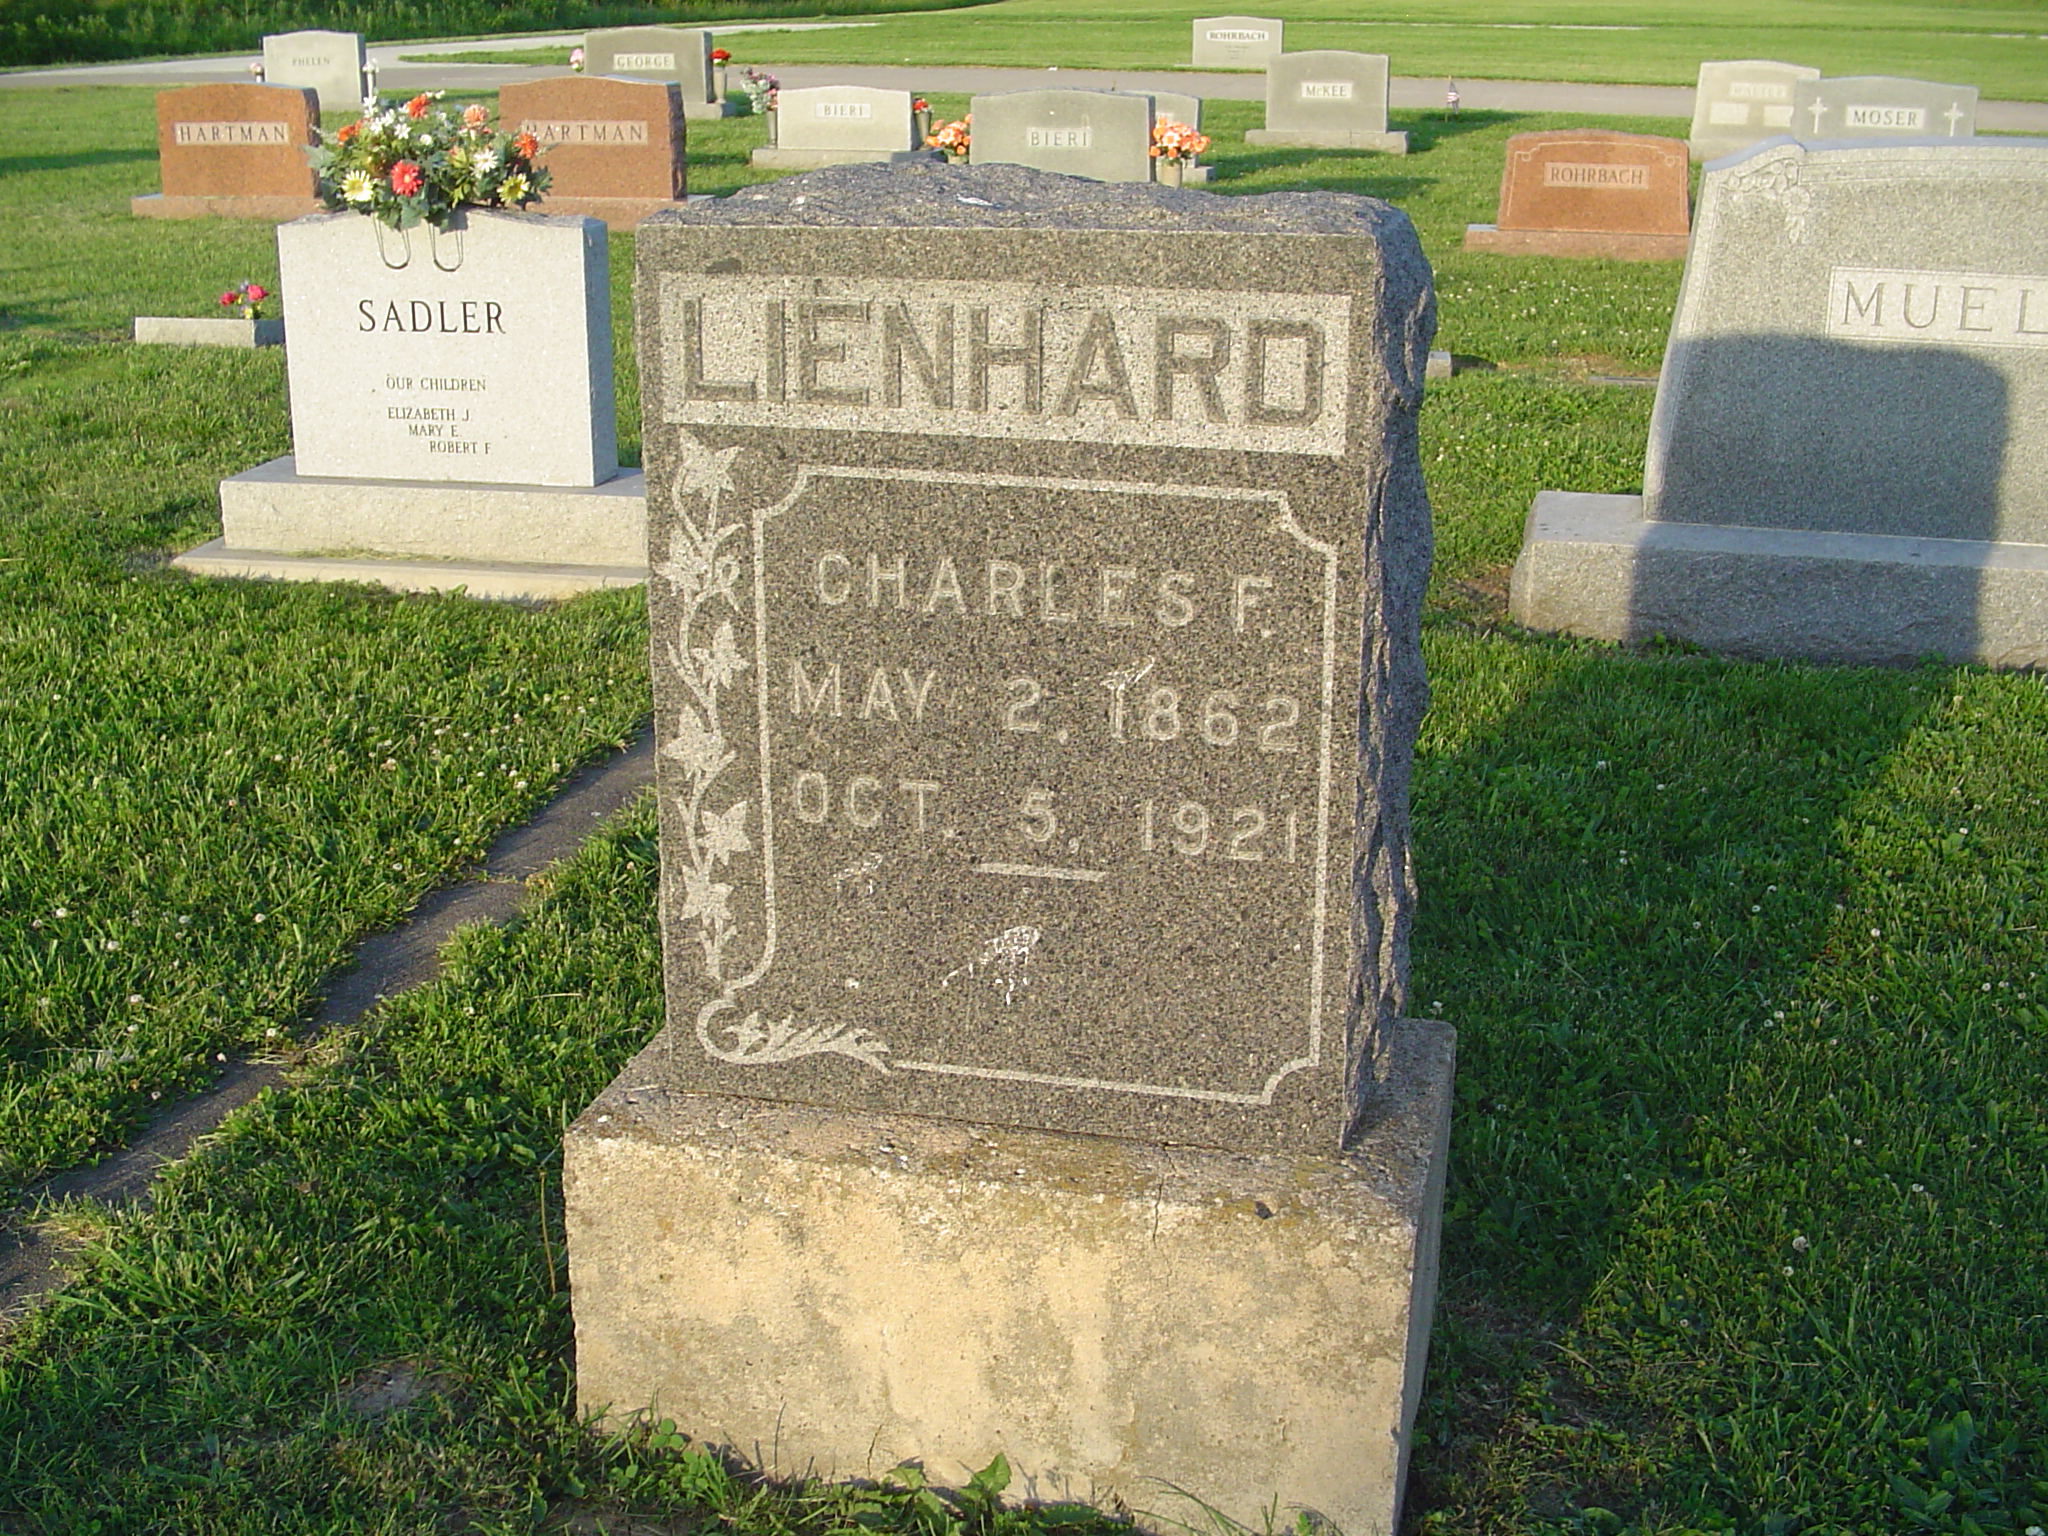 PHELEN
GEORGE
ROHRBACH
HARTMAN
HARTMAN
BIERI
BIERI
McKEE
MOSER
ROHRBACH
SADLER
OUR CHILDREN
ELIZABETH J
MARY E
ROBERT F
MUEL
LIENHARD
CHARLES F.
MAY 2, 1862
OCT. 5, 1921